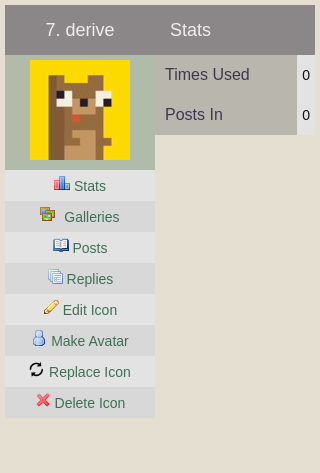 7. derive
Stats
Times Used 0
Posts In 0
Stats
Galleries
Posts
Replies
Edit Icon
Make Avatar
Replace Icon
Delete Icon